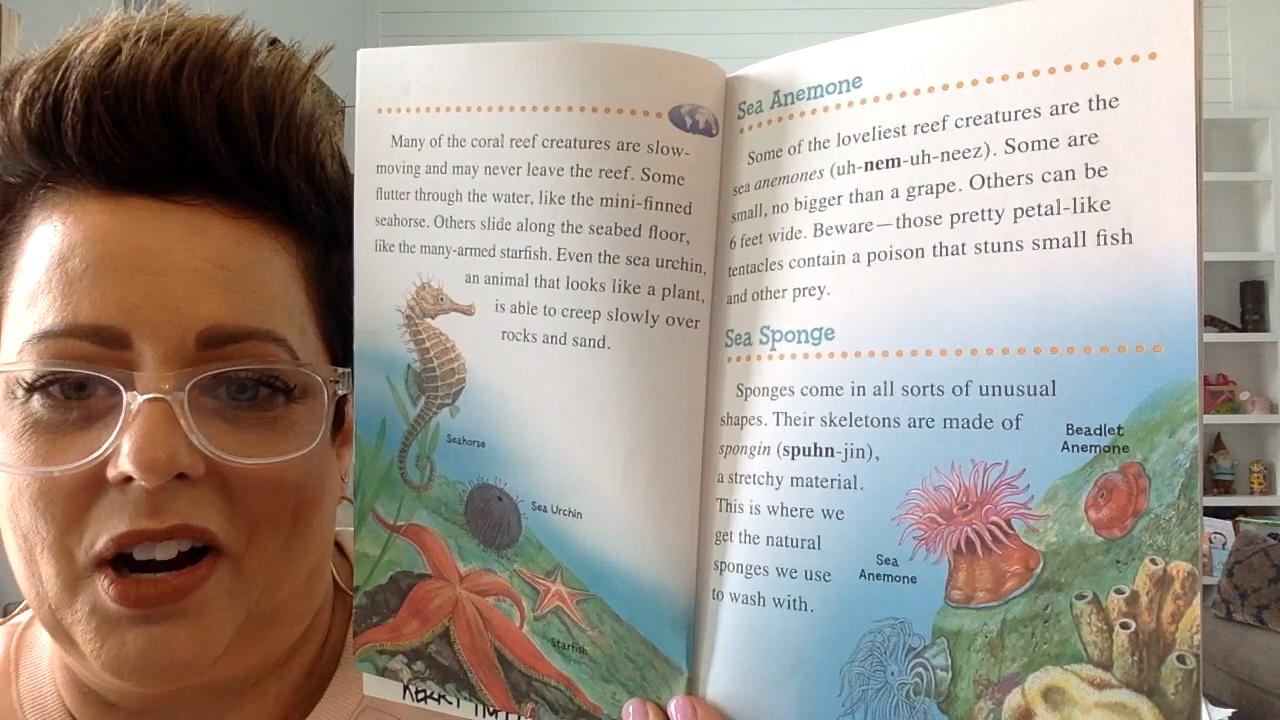 Many of the coral reef creatures are slow-
moving and may never leave the reef. Some
flutter through the water, like the mini-finned
seahorse. Others slide along the seabed floor,
like the many-armed starfish. Even the sea urchin,
an animal that looks like a plant,
is able to creep slowly over
rocks and sand.
Seahorse
Sea Urchin
Starfish
Sea Anemone
Some of the loveliest reef creatures are the
sea anemones (uh-nem-uh-neez). Some are
small, no bigger than a grape. Others can be
6 feet wide. Beware—those pretty petal-like
tentacles contain a poison that stuns small fish
and other prey.
Sea Sponge
Sponges come in all sorts of unusual
shapes. Their skeletons are made of
spongin (spuhn-jin),
a stretchy material.
This is where we
get the natural
sponges we use
to wash with.
Beadlet
Anemone
Sea
Anemone